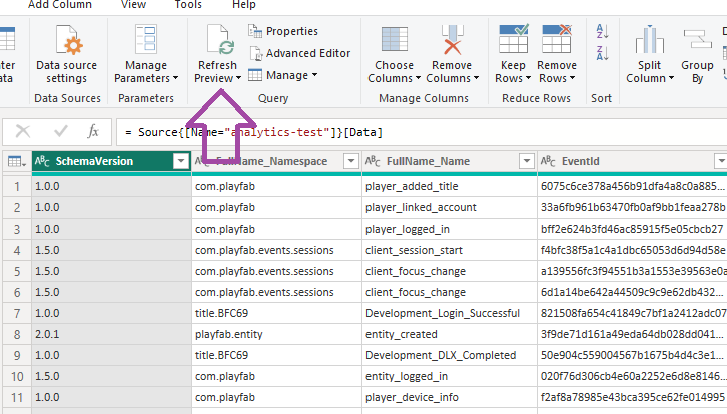 Add Column Tools Help
nter
ata
Data source
settings
Data Sources
Manage
Parameters
Parameters
Refresh
Preview
Properties
Advanced Editor
Manage
Query
Choose
Columns
Remove
Columns
Manage Columns
Keep
Rows
Remove
Rows
Reduce Rows
A
Z
Z
A
Sort
Split
Column
Group
By
fx = Source{[Name="analytics-test"]}[Data]
ABC SchemaVersion ABC FullName_Namespace ABC FullName_Name ABC EventId
1 1.0.0 com.playfab player_added_title 6075c6ce378a456b91dfa4a8c0a885...
2 1.0.0 com.playfab player_linked_account 33a6fb961b63470fb0af9bb1feaa278b
3 1.0.0 com.playfab player_logged_in bff2e624b3fd46ac85915f5e05cbcb27
4 1.5.0 com.playfab.events.sessions client_session_start f4bfc38f5a1c4a1dbc65053d6d94d58e
5 1.5.0 com.playfab.events.sessions client_focus_change a139556fc3f94551b3a1553e39563e0a
6 1.5.0 com.playfab.events.sessions client_focus_change 6d1a14be642a44509c9c9e62db432...
7 1.0.0 title.BFC69 Development_Login_Successful 821508fa654c41849c7bf1a2412adc07
8 2.0.1 playfab.entity entity_created 3f9de71d161a49eda64db028dd041...
9 1.0.0 title.BFC69 Development_DLX_Completed 50e904c559004567b1675b4d4c3e1...
10 1.5.0 com.playfab entity_logged_in 020f76d306cb4e60a2252e6d8e8146...
11 1.0.0 com.playfab player_device_info f2af8a78985e43bca395ce62fe014995